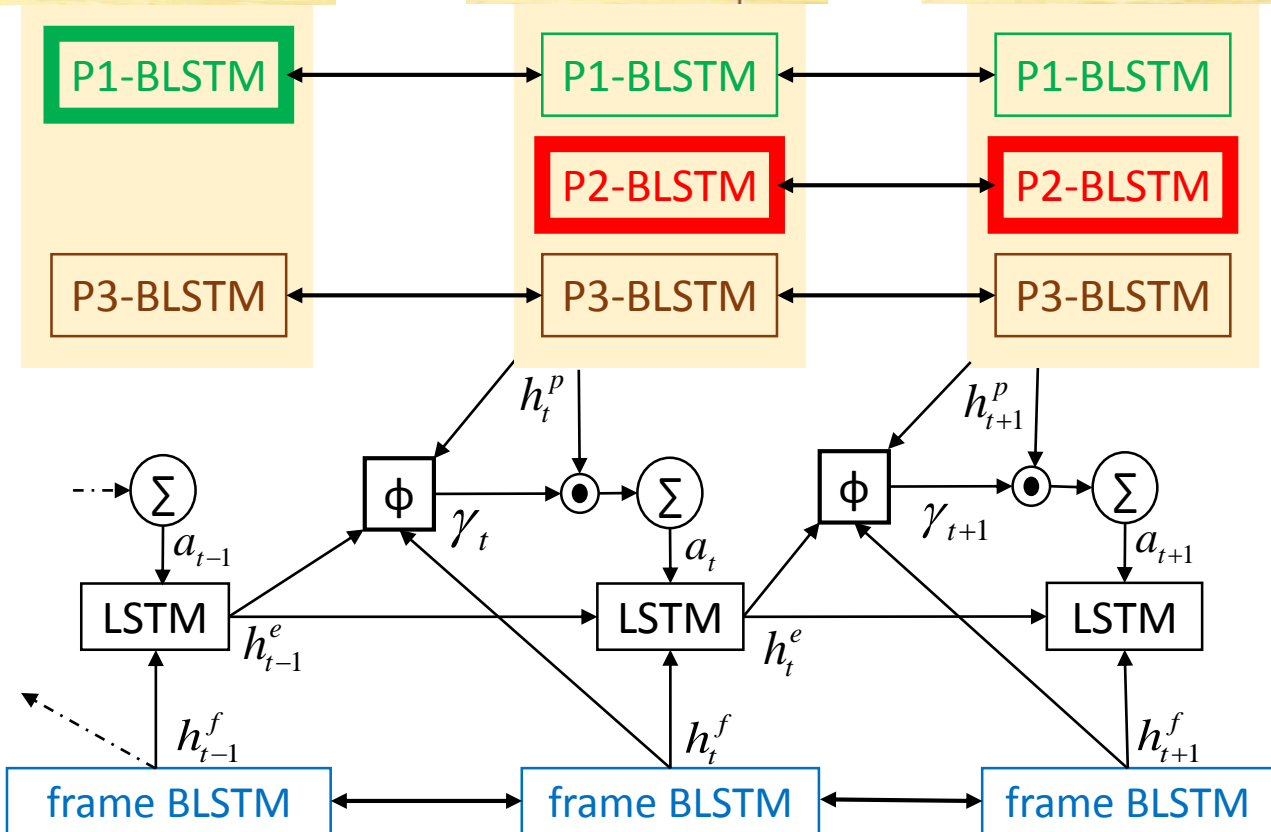 P1-BLSTM P1-BLSTM P1-BLSTM
P2-BLSTM P2-BLSTM
P3-BLSTM P3-BLSTM P3-BLSTM
h_t^p h_{t+1}^p
Σ ϕ Σ ϕ Σ
γ_t γ_{t+1}
a_{t-1} a_t a_{t+1}
LSTM LSTM LSTM
h_{t-1}^e h_t^e
h_{t-1}^f h_t^f h_{t+1}^f
frame BLSTM frame BLSTM frame BLSTM